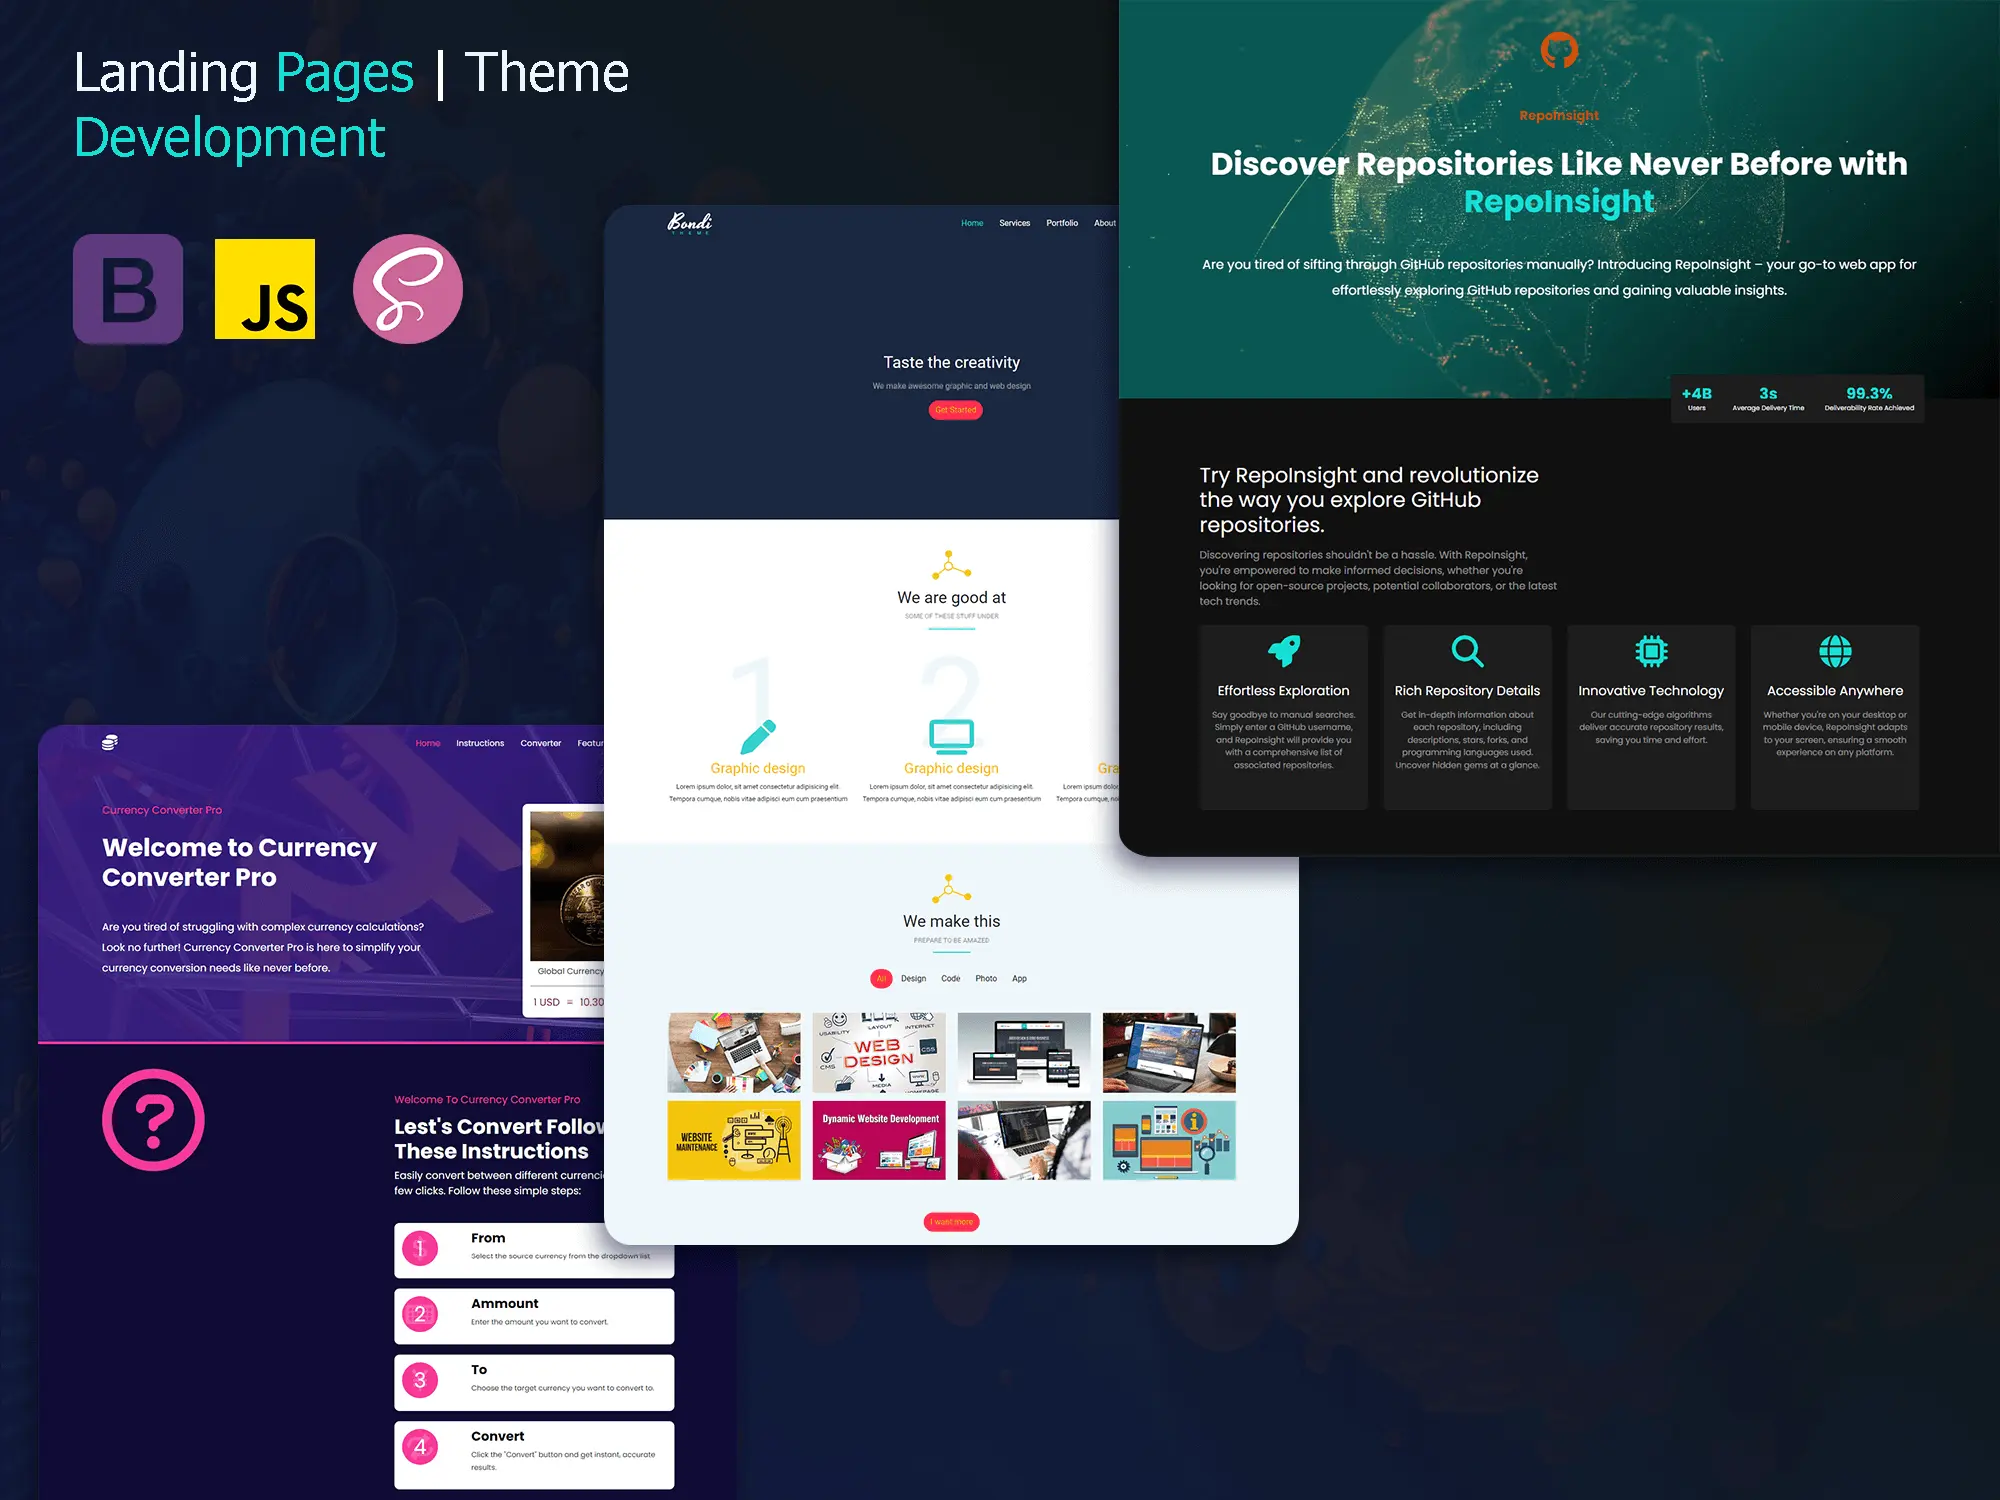 Landing Pages | Theme
Development
B
JS
S
RepoInsight
Discover Repositories Like Never Before with
RepoInsight
Are you tired of sifting through GitHub repositories manually? Introducing RepoInsight – your go-to web app for
effortlessly exploring GitHub repositories and gaining valuable insights.
+4B
Users
3s
Average Delivery Time
99.3%
Deliverability Rate Achieved
Try RepoInsight and revolutionize
the way you explore GitHub
repositories.
Discovering repositories shouldn't be a hassle. With RepoInsight,
you're empowered to make informed decisions, whether you're
looking for open-source projects, potential collaborators, or the latest
tech trends.
Effortless Exploration
Say goodbye to manual searches.
Simply enter a GitHub username,
and RepoInsight will provide you
with a comprehensive list of
associated repositories.
Rich Repository Details
Get in-depth information about
each repository, including
descriptions, stars, forks, and
programming languages used.
Uncover hidden gems at a glance.
Innovative Technology
Our cutting-edge algorithms
deliver accurate repository results,
saving you time and effort.
Accessible Anywhere
Whether you're on your desktop or
mobile device, RepoInsight adapts
to your screen, ensuring a smooth
experience on any platform.
Bondi
THEME
Home Services Portfolio About
Taste the creativity
We make awesome graphic and web design
Get Started
We are good at
SOME OF THESE STUFF UNDER
1
Graphic design
Lorem ipsum dolor, sit amet consectetur adipisicing elit.
Tempora cumque, nobis vitae adipisci eum cum praesentium
2
Graphic design
Lorem ipsum dolor, sit amet consectetur adipisicing elit.
Tempora cumque, nobis vitae adipisci eum cum praesentium
Gra
Lorem ipsum dolor,
Tempora cumque, no
We make this
PREPARE TO BE AMAZED
All Design Code Photo App
USABILITY
LAYOUT
INTERNET
WEB
DESIGN
CSS
CMS
MEDIA
HOMEPAGE
WEBSITE
MAINTENANCE
Dynamic Website Development
I want more
Home Instructions Converter Featur
Currency Converter Pro
Welcome to Currency
Converter Pro
Are you tired of struggling with complex currency calculations?
Look no further! Currency Converter Pro is here to simplify your
currency conversion needs like never before.
Global Currency
1 USD = 10.30
?
Welcome To Currency Converter Pro
Lest's Convert Follow
These Instructions
Easily convert between different currenci
few clicks. Follow these simple steps:
1
From
Select the source currency from the dropdown list.
2
Ammount
Enter the amount you want to convert.
3
To
Choose the target currency you want to convert to.
4
Convert
Click the "Convert" button and get instant, accurate
results.